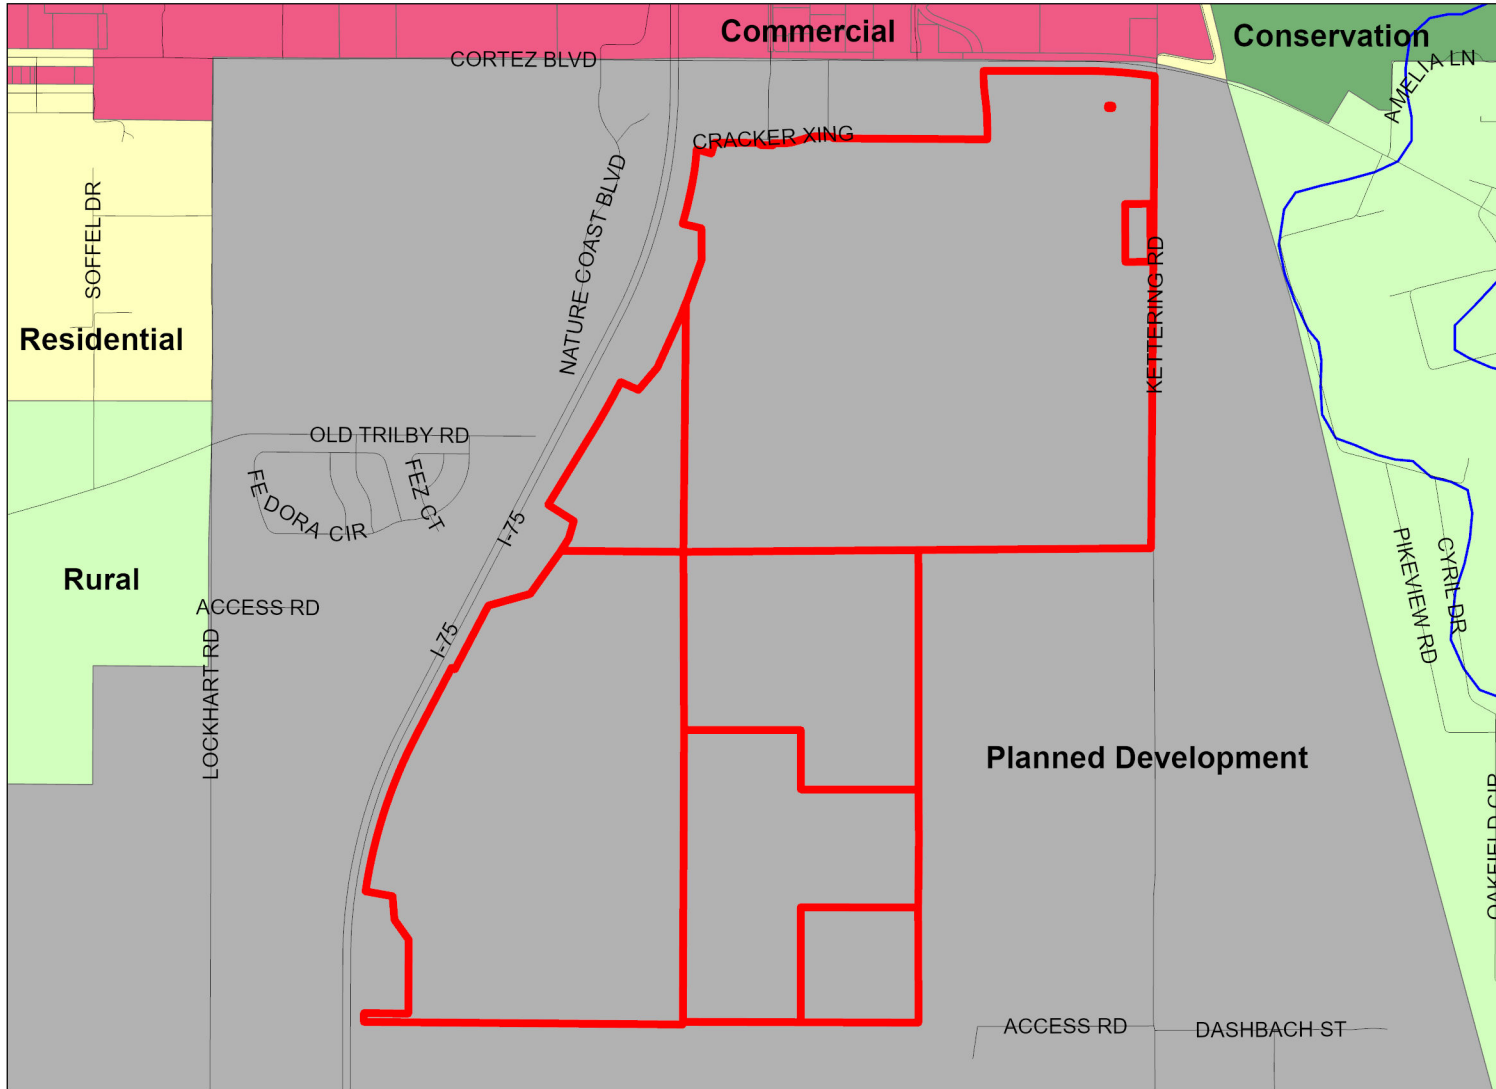 Commercial
Conservation
CORTEZ BLVD
AMELIA LN
CRACKER XING
NATURE COAST BLVD
SOFFEL DR
KETTERING RD
Residential
OLD TRILBY RD
FEZ CT
FEDORA CIR
I-75
PIKEVIEW RD
CYRIL DR
Rural
ACCESS RD
I-75
LOCKHART RD
Planned Development
OAKFIELD CIR
ACCESS RD
DASHBACH ST